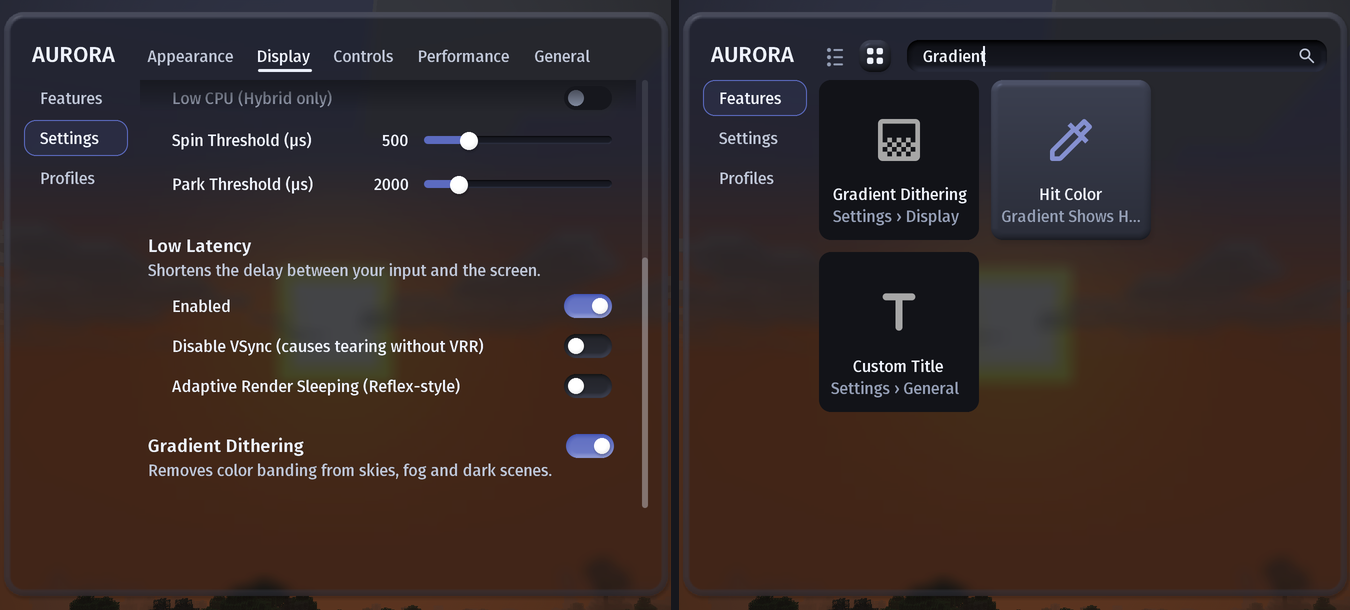 AURORA
Appearance Display Controls Performance General
Features
Settings
Profiles
Low CPU (Hybrid only)
Spin Threshold (µs) 500
Park Threshold (µs) 2000
Low Latency
Shortens the delay between your input and the screen.
Enabled
Disable VSync (causes tearing without VRR)
Adaptive Render Sleeping (Reflex-style)
Gradient Dithering
Removes color banding from skies, fog and dark scenes.
AURORA
Gradient
Features
Settings
Profiles
Gradient Dithering
Settings › Display
Hit Color
Gradient Shows H...
Custom Title
Settings › General